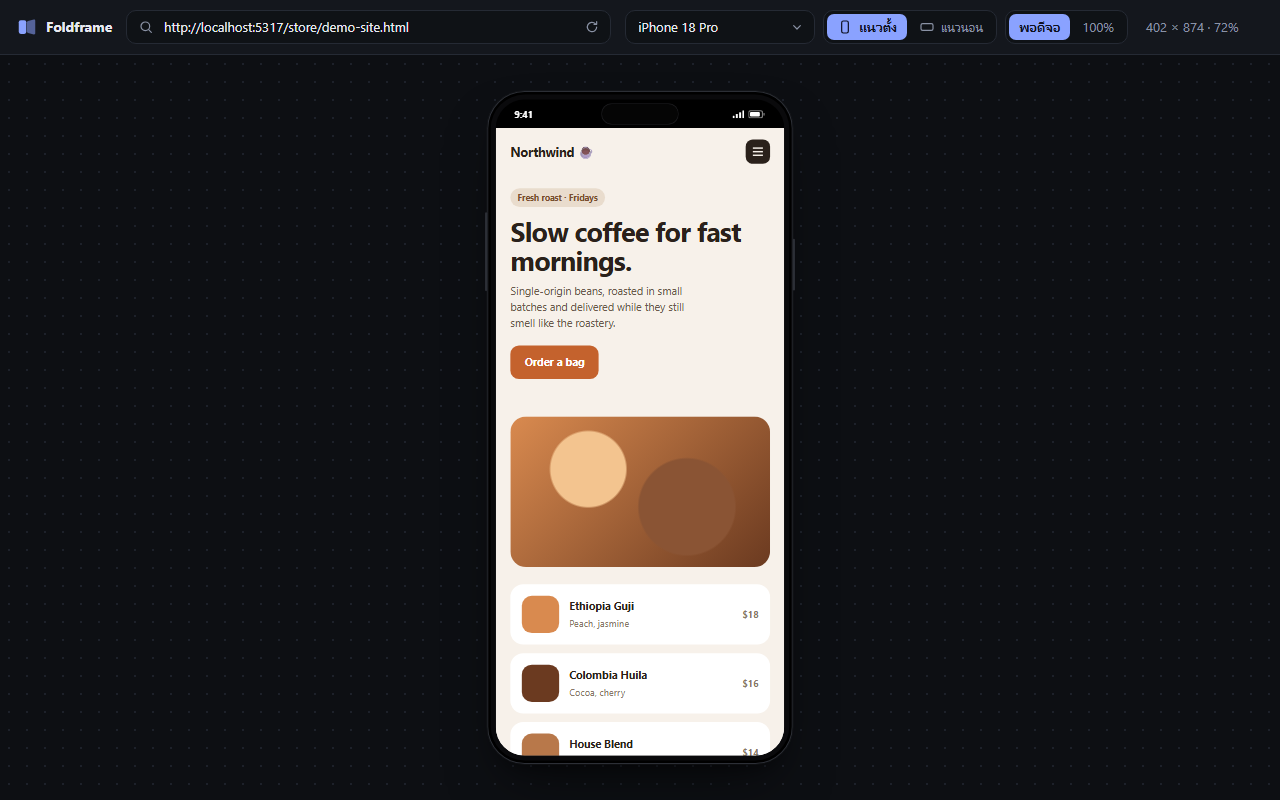 Foldframe
http://localhost:5317/store/demo-site.html
iPhone 18 Pro
แนวตั้ง
แนวนอน
พอดีจอ
100%
402 × 874 · 72%
9:41
Northwind
Fresh roast · Fridays
Slow coffee for fast
mornings.
Single-origin beans, roasted in small
batches and delivered while they still
smell like the roastery.
Order a bag
Ethiopia Guji
Peach, jasmine
$18
Colombia Huila
Cocoa, cherry
$16
House Blend
$14